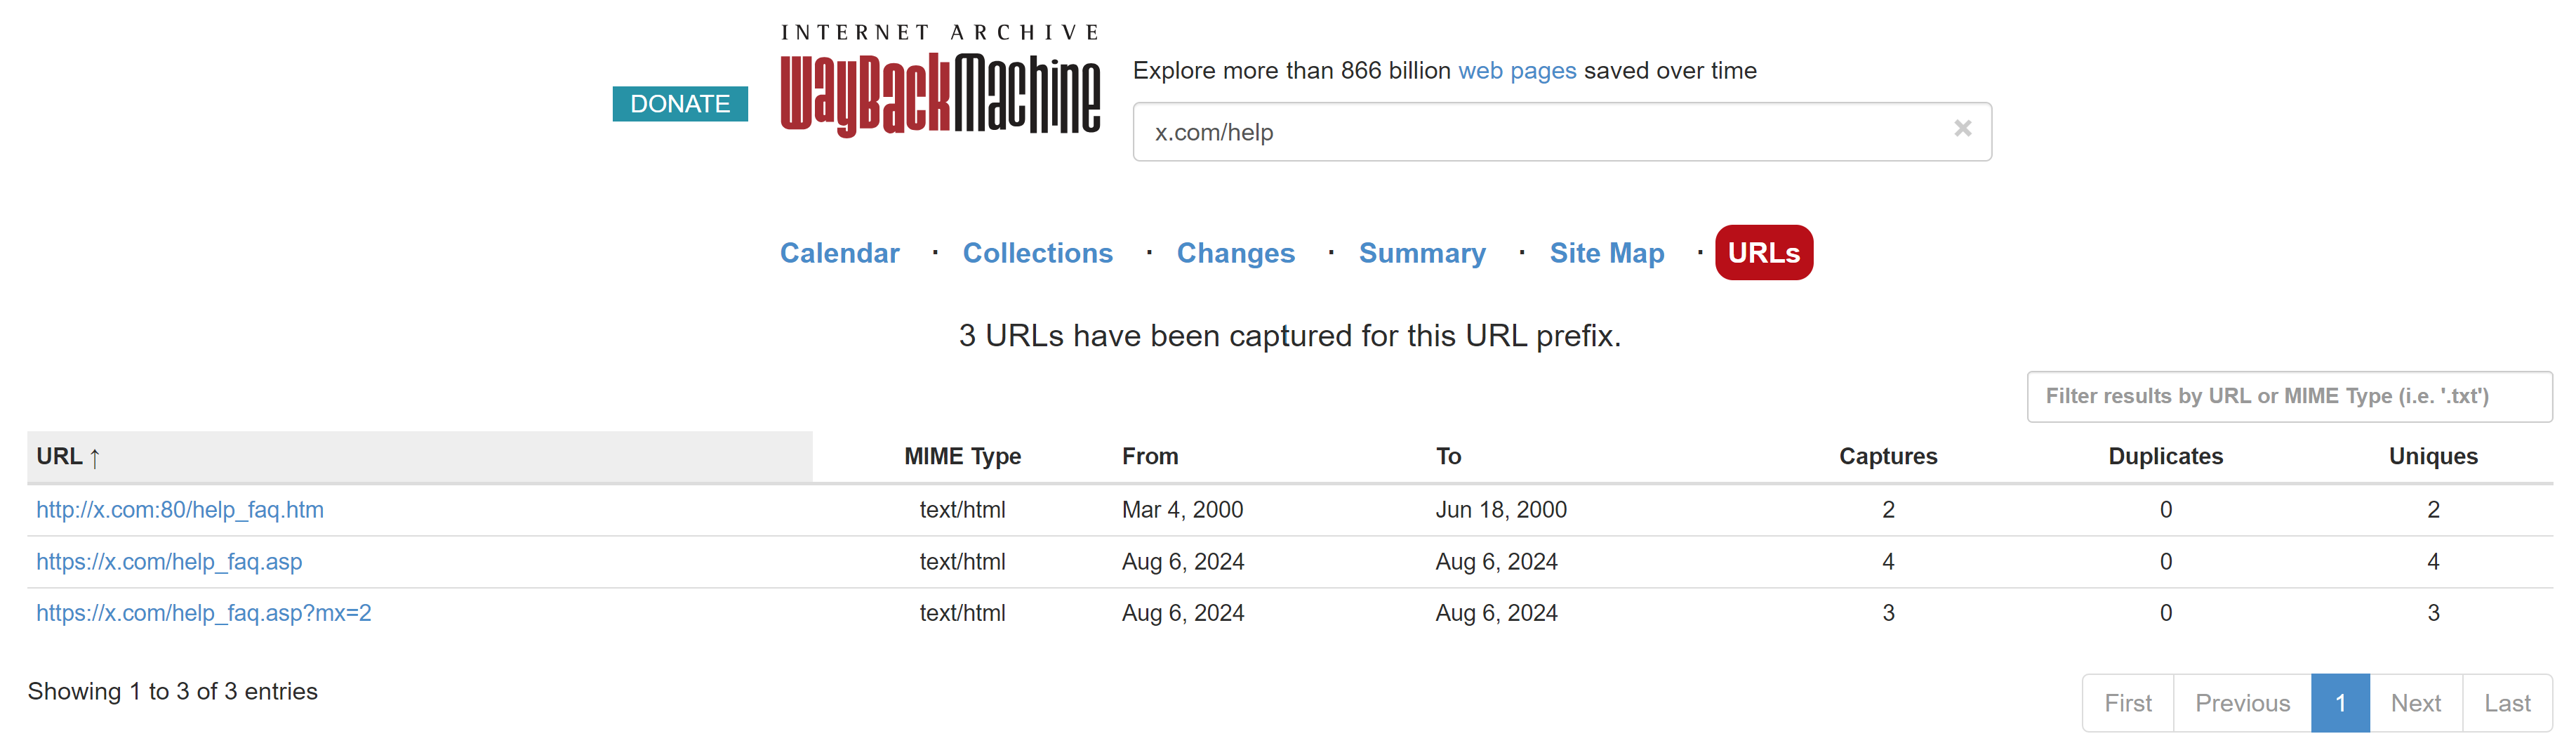 INTERNET ARCHIVE
DONATE
WayBackMachine
Explore more than 866 billion web pages saved over time
x.com/help ×
Calendar · Collections · Changes · Summary · Site Map · URLs
3 URLs have been captured for this URL prefix.
Filter results by URL or MIME Type (i.e. '.txt')
URL ↑ MIME Type From To Captures Duplicates Uniques
http://x.com:80/help_faq.htm text/html Mar 4, 2000 Jun 18, 2000 2 0 2
https://x.com/help_faq.asp text/html Aug 6, 2024 Aug 6, 2024 4 0 4
https://x.com/help_faq.asp?mx=2 text/html Aug 6, 2024 Aug 6, 2024 3 0 3
Showing 1 to 3 of 3 entries
First Previous 1 Next Last